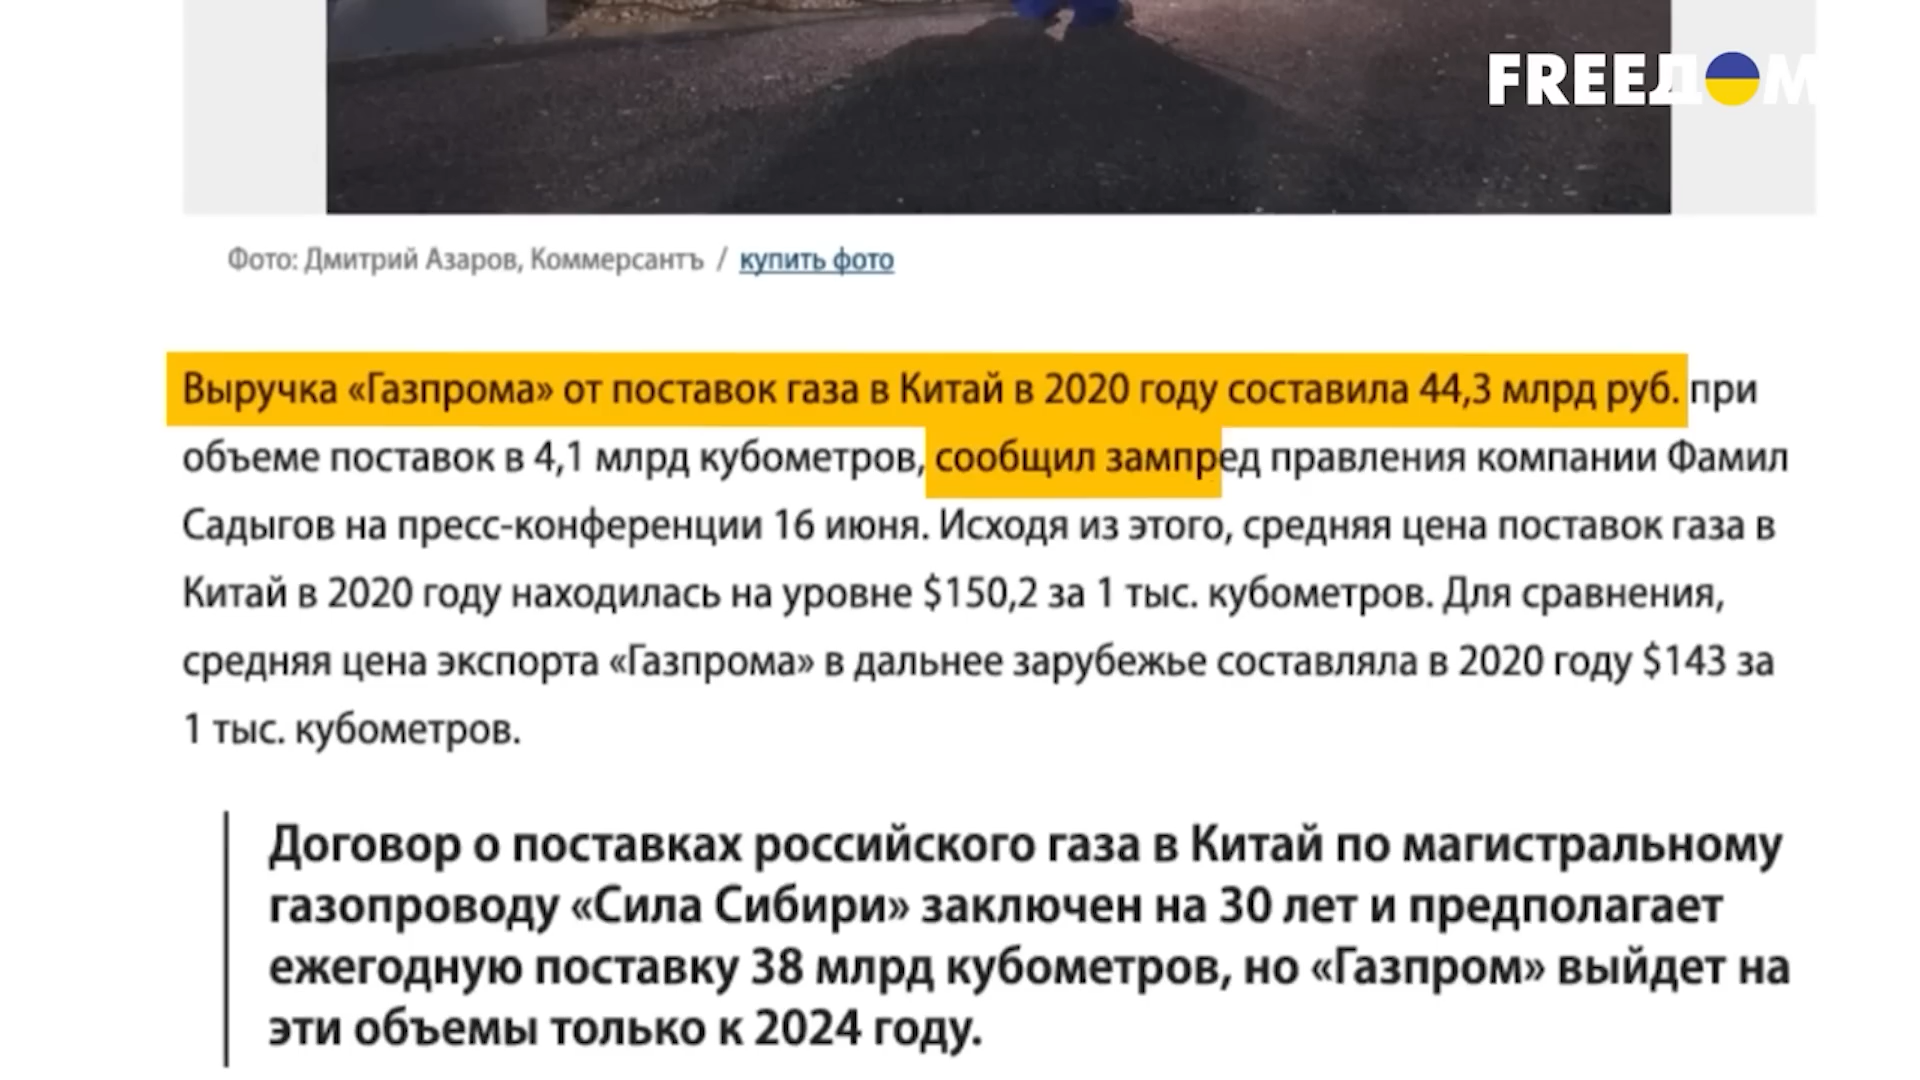 FREEДOM
Фото: Дмитрий Азаров, Коммерсантъ / купить фото
Выручка «Газпрома» от поставок газа в Китай в 2020 году составила 44,3 млрд руб. при
объеме поставок в 4,1 млрд кубометров, сообщил зампред правления компании Фамил
Садыгов на пресс-конференции 16 июня. Исходя из этого, средняя цена поставок газа в
Китай в 2020 году находилась на уровне $150,2 за 1 тыс. кубометров. Для сравнения,
средняя цена экспорта «Газпрома» в дальнее зарубежье составляла в 2020 году $143 за
1 тыс. кубометров.
Договор о поставках российского газа в Китай по магистральному
газопроводу «Сила Сибири» заключен на 30 лет и предполагает
ежегодную поставку 38 млрд кубометров, но «Газпром» выйдет на
эти объемы только к 2024 году.